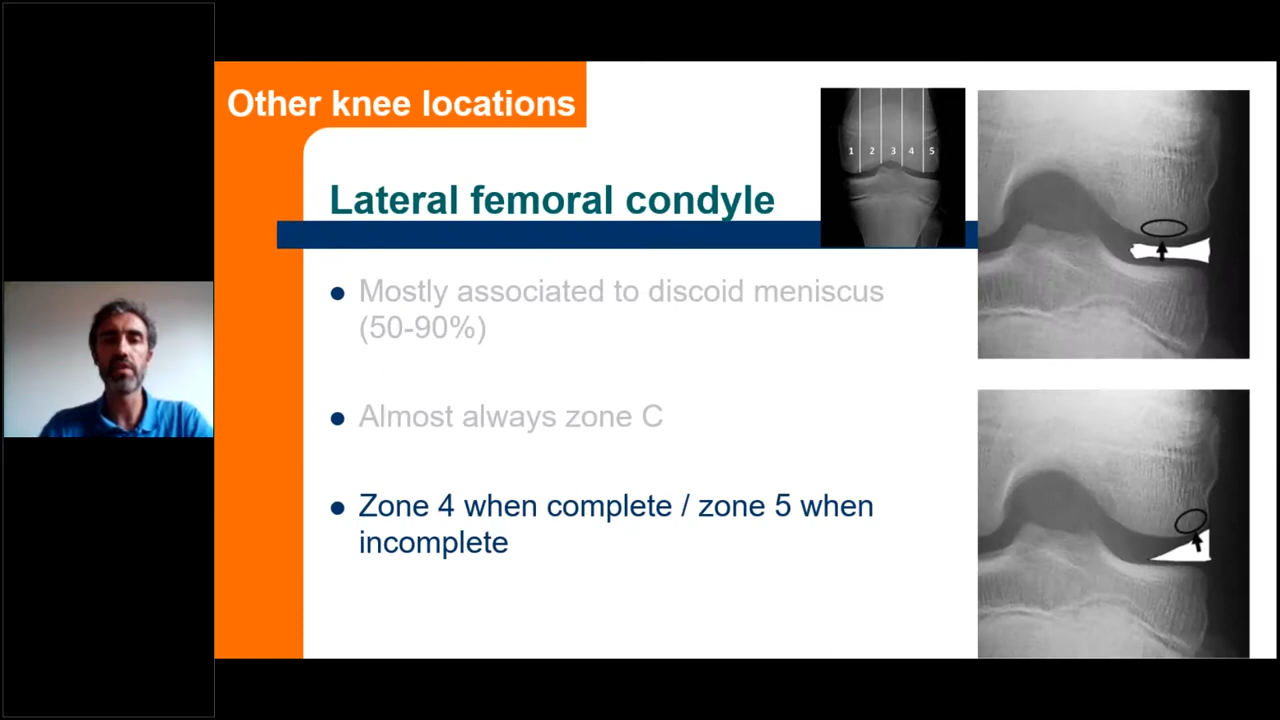 Other knee locations
1 2 3 4 5
Lateral femoral condyle
Mostly associated to discoid meniscus
(50-90%)
Almost always zone C
Zone 4 when complete / zone 5 when
incomplete